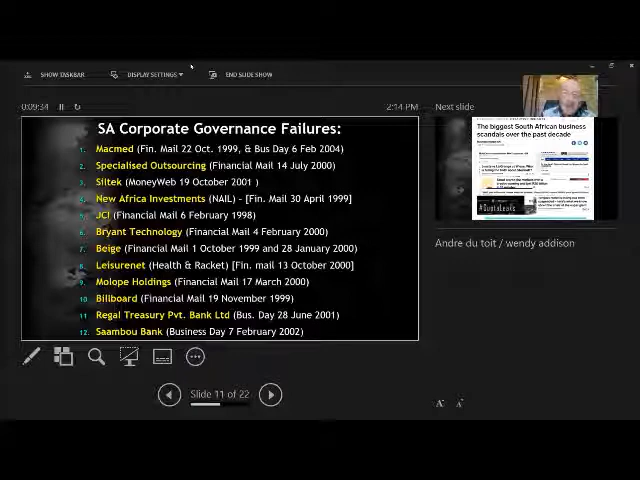 SHOW TASKBAR
DISPLAY SETTINGS
END SLIDE SHOW
0:09:34
2:14 PM
Next slide
SA Corporate Governance Failures:
1. Macmed (Fin. Mail 22 Oct. 1999, & Bus Day 6 Feb 2004)
2. Specialised Outsourcing (Financial Mail 14 July 2000)
3. Siltek (MoneyWeb 19 October 2001 )
4. New Africa Investments (NAIL) - [Fin. Mail 30 April 1999]
5. JCI (Financial Mail 6 February 1998)
6. Bryant Technology (Financial Mail 4 February 2000)
7. Beige (Financial Mail 1 October 1999 and 28 January 2000)
8. Leisurenet (Health & Racket) [Fin. mail 13 October 2000]
9. Molope Holdings (Financial Mail 17 March 2000)
10. Billboard (Financial Mail 19 November 1999)
11. Regal Treasury Pvt. Bank Ltd (Bus. Day 28 June 2001)
12. Saambou Bank (Business Day 7 February 2002)
The biggest South African business
scandals over the past decade
#GuptaLeaks
Andre du toit / wendy addison
Slide 11 of 22
A A